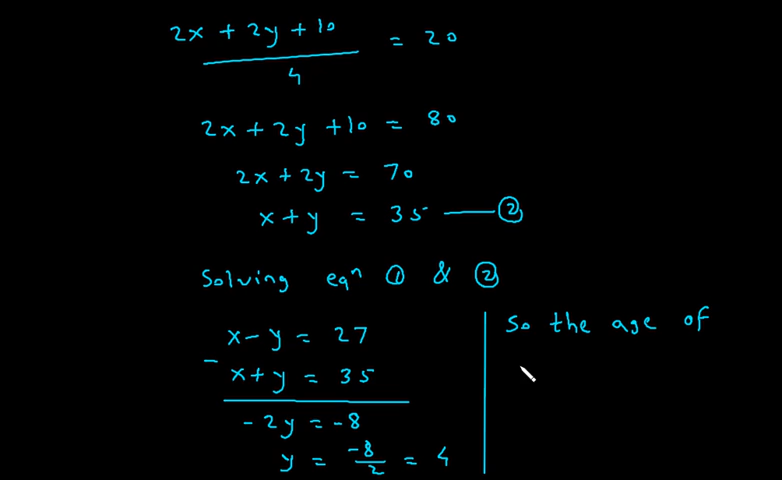 2x + 2y + 10 / 4 = 20
2x + 2y + 10 = 80
2x + 2y = 70
x + y = 35 — ②
Solving eqⁿ ① & ②
x - y = 27
- x + y = 35
- 2y = -8
y = -8/2 = 4
So the age of